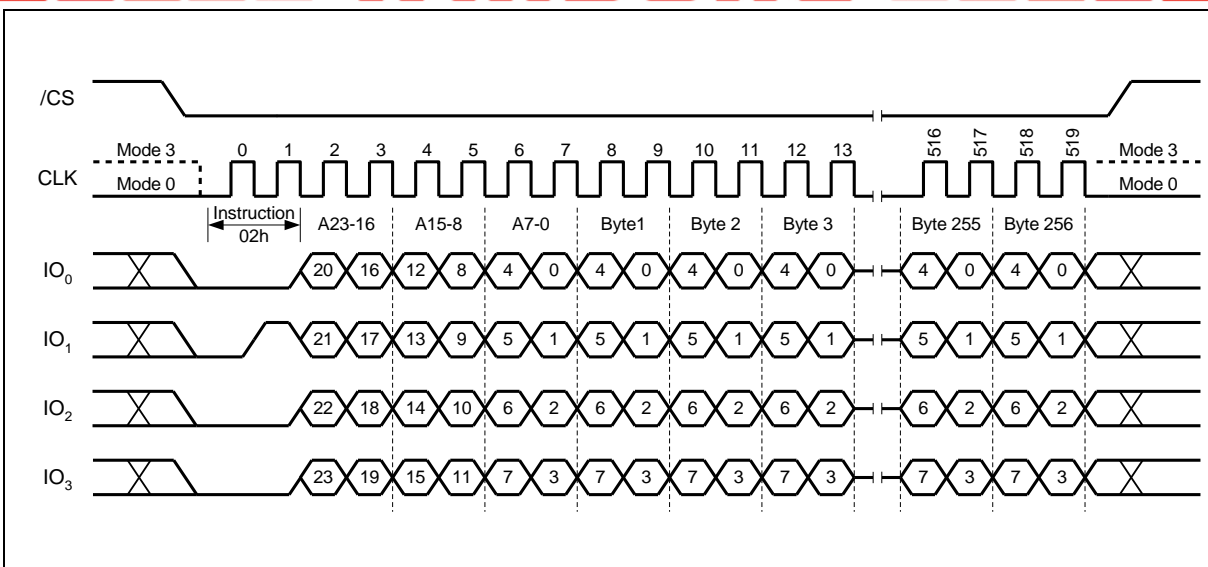 /CS
Mode 3 0 1 2 3 4 5 6 7 8 9 10 11 12 13 516 517 518 519 Mode 3
CLK
Mode 0 Mode 0
Instruction A23-16 A15-8 A7-0 Byte1 Byte 2 Byte 3 Byte 255 Byte 256
02h
IO0 20 16 12 8 4 0 4 0 4 0 4 0 4 0 4 0
IO1 21 17 13 9 5 1 5 1 5 1 5 1 5 1 5 1
IO2 22 18 14 10 6 2 6 2 6 2 6 2 6 2 6 2
IO3 23 19 15 11 7 3 7 3 7 3 7 3 7 3 7 3